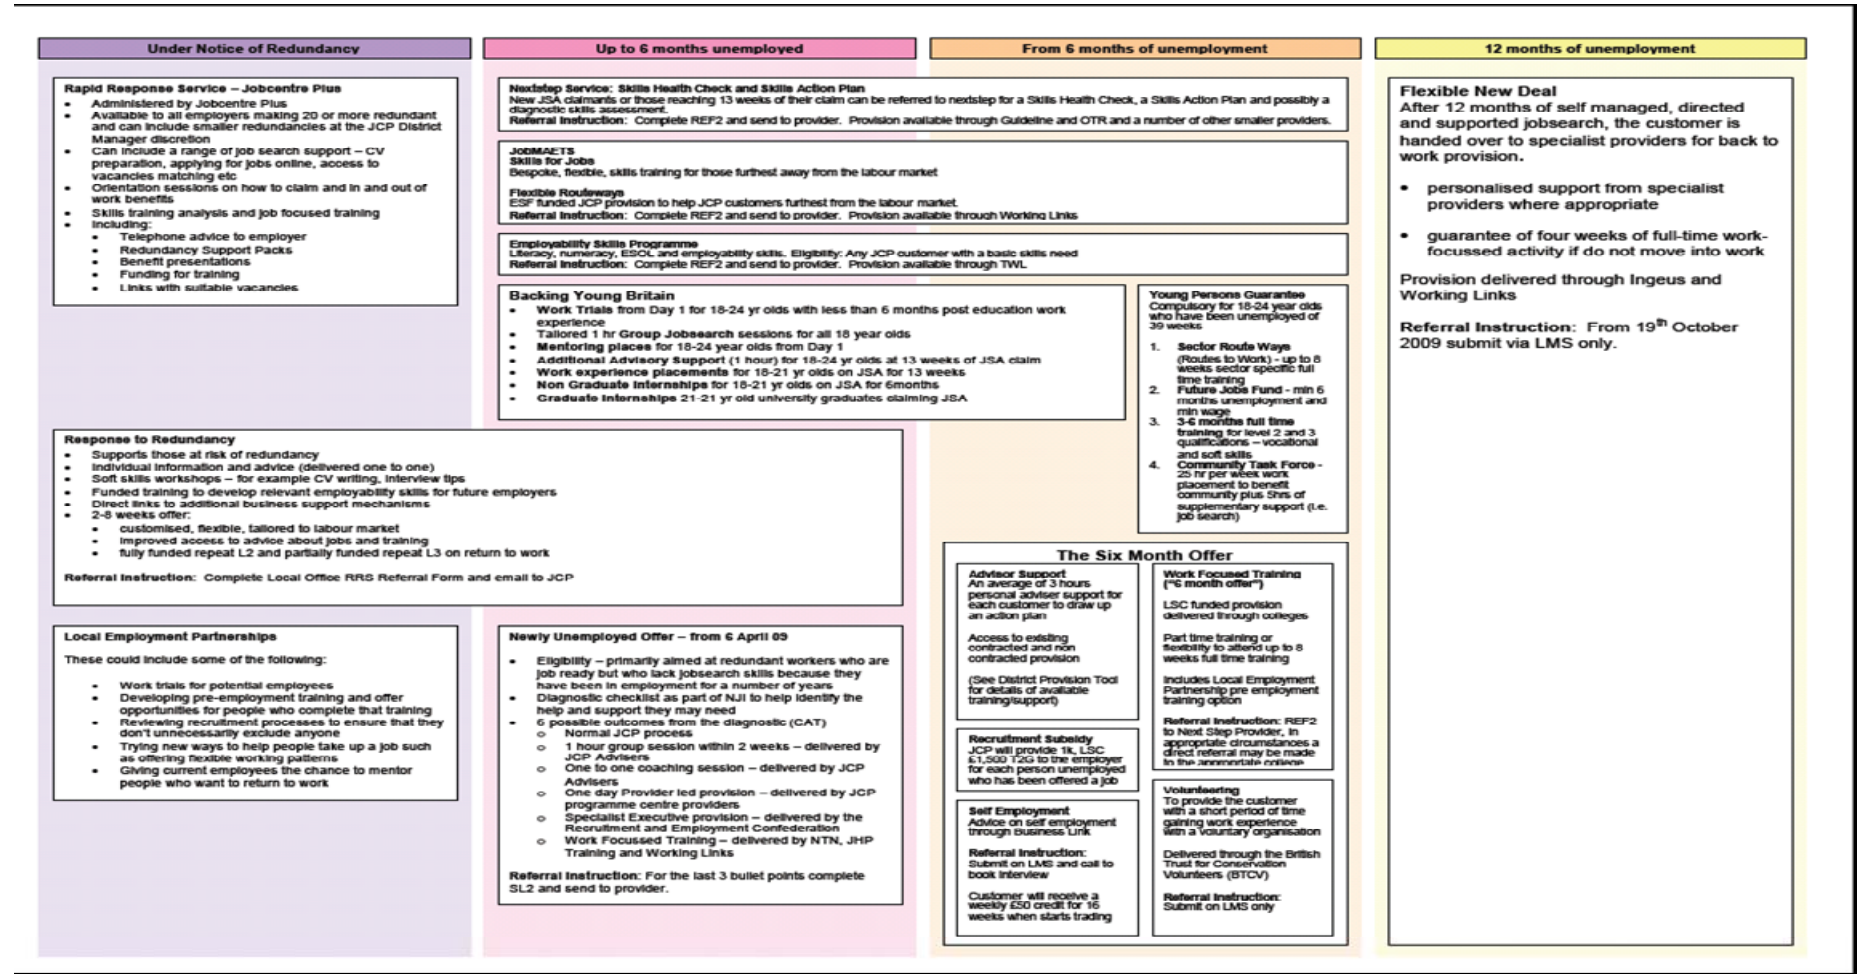 Under Notice of Redundancy
Up to 6 months unemployed
From 6 months of unemployment
12 months of unemployment
Rapid Response Service – Jobcentre Plus
• Administered by Jobcentre Plus
• Available to all employers making 20 or more redundant
and can include smaller redundancies at the JCP District
Manager discretion
• Can include a range of job search support – CV
preparation, applying for jobs online, access to
vacancies matching etc
• Orientation sessions on how to claim and in and out of
work benefits
• Skills training analysis and job focused training
• Including:
• Telephone advice to employer
• Redundancy Support Packs
• Benefit presentations
• Funding for training
• Links with suitable vacancies
Nextstep Service: Skills Health Check and Skills Action Plan
New JSA claimants or those reaching 13 weeks of their claim can be referred to nextstep for a Skills Health Check, a Skills Action Plan and possibly a
diagnostic skills assessment.
Referral Instruction: Complete REF2 and send to provider. Provision available through Guideline and OTR and a number of other smaller providers.
JobMAETS
Skills for Jobs
Bespoke, flexible, skills training for those furthest away from the labour market
Flexible Routeways
ESF funded JCP provision to help JCP customers furthest from the labour market.
Referral Instruction: Complete REF2 and send to provider. Provision available through Working Links
Employability Skills Programme
Literacy, numeracy, ESOL and employability skills. Eligibility: Any JCP customer with a basic skills need
Referral Instruction: Complete REF2 and send to provider. Provision available through TWL
Backing Young Britain
• Work Trials from Day 1 for 18-24 yr olds with less than 6 months post education work
experience
• Tailored 1 hr Group Jobsearch sessions for all 18 year olds
• Mentoring places for 18-24 year olds from Day 1
• Additional Advisory Support (1 hour) for 18-24 yr olds at 13 weeks of JSA claim
• Work experience placements for 18-21 yr olds on JSA for 13 weeks
• Non Graduate Internships for 18-21 yr olds on JSA for 6months
• Graduate Internships 21-21 yr old university graduates claiming JSA
Young Persons Guarantee
Compulsory for 18-24 year olds
who have been unemployed of
39 weeks
1. Sector Route Ways
(Routes to Work) - up to 8
weeks sector specific full
time training
2. Future Jobs Fund - min 6
months unemployment and
min wage
3. 3-6 months full time
training for level 2 and 3
qualifications – vocational
and soft skills
4. Community Task Force -
25 hr per week work
placement to benefit
community plus 5hrs of
supplementary support (i.e.
job search)
Response to Redundancy
• Supports those at risk of redundancy
• Individual information and advice (delivered one to one)
• Soft skills workshops – for example CV writing, interview tips
• Funded training to develop relevant employability skills for future employers
• Direct links to additional business support mechanisms
• 2-8 weeks offer:
• customised, flexible, tailored to labour market
• improved access to advice about jobs and training
• fully funded repeat L2 and partially funded repeat L3 on return to work
Referral Instruction: Complete Local Office RRS Referral Form and email to JCP
Local Employment Partnerships
These could include some of the following:
• Work trials for potential employees
• Developing pre-employment training and offer
opportunities for people who complete that training
• Reviewing recruitment processes to ensure that they
don't unnecessarily exclude anyone
• Trying new ways to help people take up a job such
as offering flexible working patterns
• Giving current employees the chance to mentor
people who want to return to work
Newly Unemployed Offer – from 6 April 09
• Eligibility – primarily aimed at redundant workers who are
job ready but who lack jobsearch skills because they
have been in employment for a number of years
• Diagnostic checklist as part of NJI to help identify the
help and support they may need
• 6 possible outcomes from the diagnostic (CAT)
o Normal JCP process
o 1 hour group session within 2 weeks – delivered by
JCP Advisers
o One to one coaching session – delivered by JCP
Advisers
o One day Provider led provision – delivered by JCP
programme centre providers
o Specialist Executive provision – delivered by the
Recruitment and Employment Confederation
o Work Focussed Training – delivered by NTN, JHP
Training and Working Links
Referral Instruction: For the last 3 bullet points complete
SL2 and send to provider.
The Six Month Offer
Advisor Support
An average of 3 hours
personal adviser support for
each customer to draw up
an action plan
Access to existing
contracted and non
contracted provision
(See District Provision Tool
for details of available
training/support)
Recruitment Subsidy
JCP will provide 1k, LSC
£1,500 T2G to the employer
for each person unemployed
who has been offered a job
Self Employment
Advice on self employment
through Business Link
Referral Instruction:
Submit on LMS and call to
book interview
Customer will receive a
weekly £50 credit for 16
weeks when starts trading
Work Focused Training
("6 month offer")
LSC funded provision
delivered through colleges
Part time training or
flexibility to attend up to 8
weeks full time training
Includes Local Employment
Partnership pre employment
training option
Referral Instruction: REF2
to Next Step Provider, in
appropriate circumstances a
direct referral may be made
to the appropriate college
Volunteering
To provide the customer
with a short period of time
gaining work experience
with a voluntary organisation
Delivered through the British
Trust for Conservation
Volunteers (BTCV)
Referral Instruction:
Submit on LMS only
Flexible New Deal
After 12 months of self managed, directed
and supported jobsearch, the customer is
handed over to specialist providers for back to
work provision.
• personalised support from specialist
providers where appropriate
• guarantee of four weeks of full-time work-
focussed activity if do not move into work
Provision delivered through Ingeus and
Working Links
Referral Instruction: From 19th October
2009 submit via LMS only.